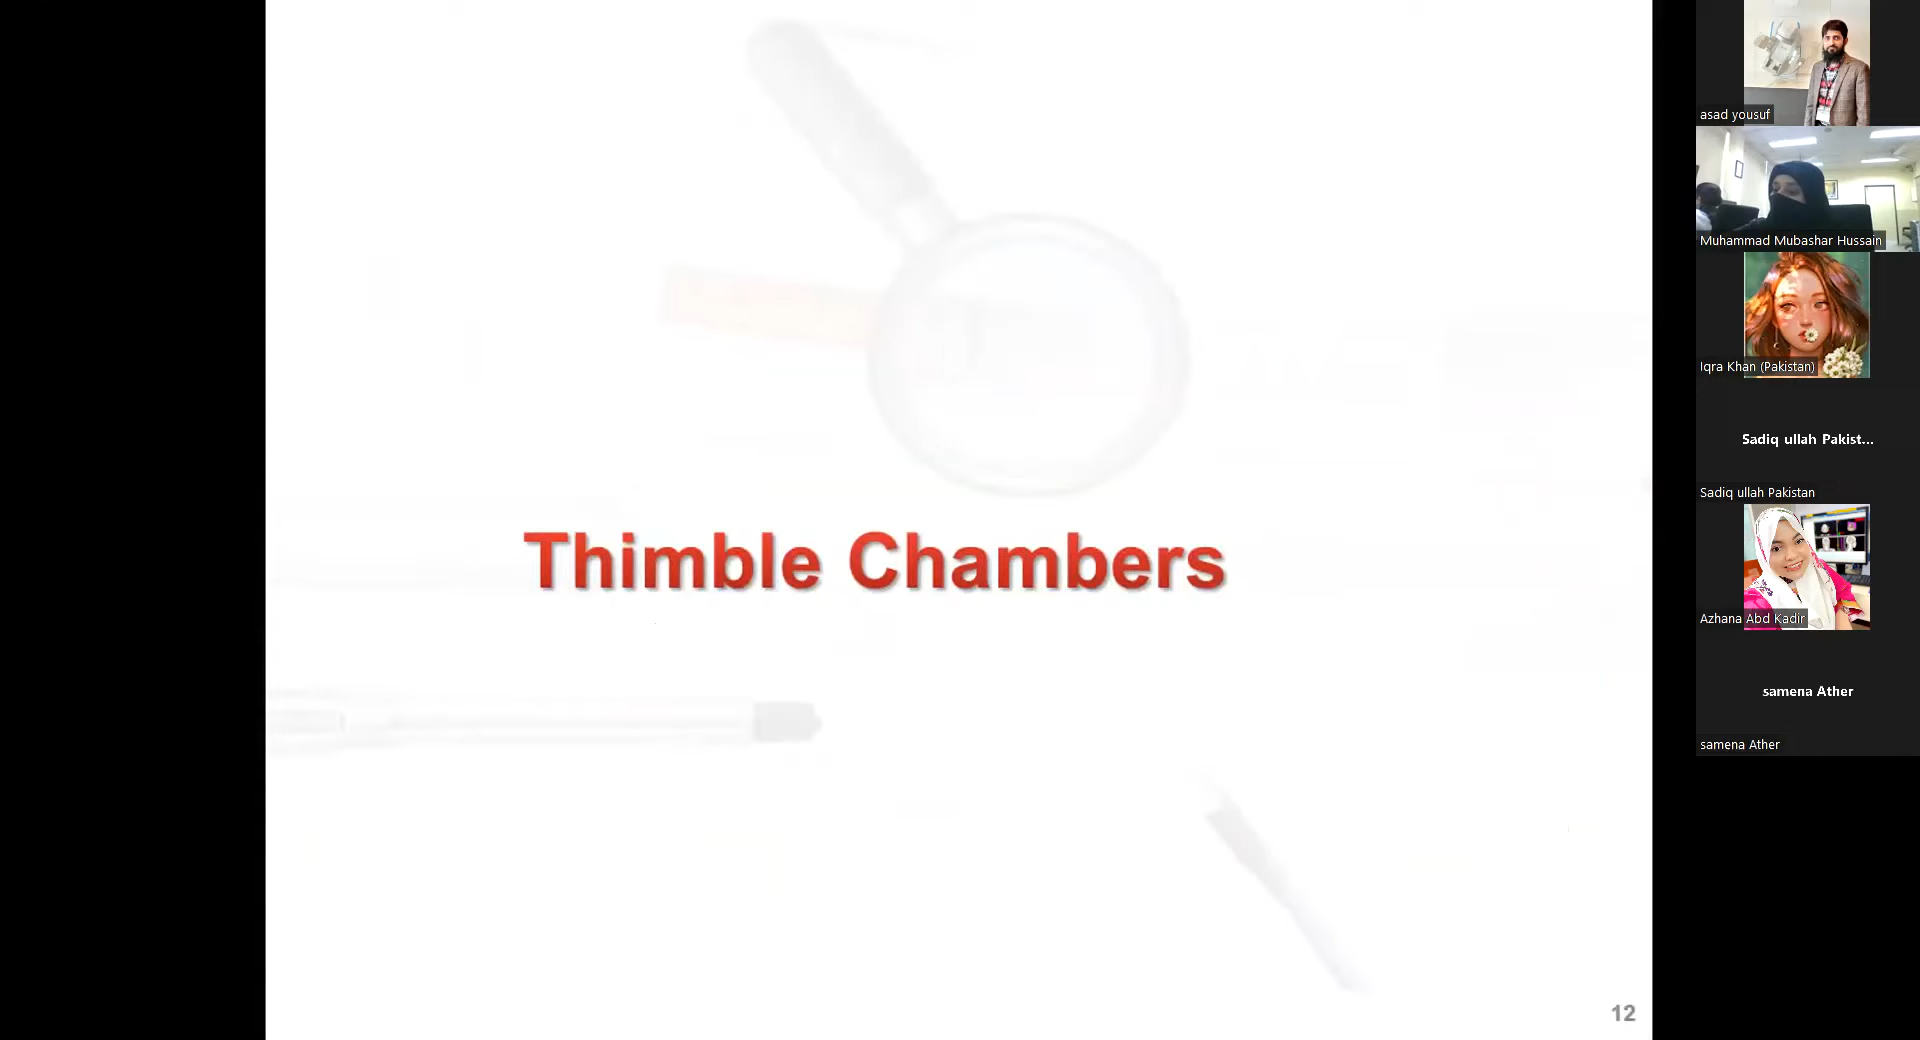 Thimble Chambers
12
asad yousuf
Muhammad Mubashar Hussain
Iqra Khan (Pakistan)
Sadiq ullah Pakist...
Sadiq ullah Pakistan
Azhana Abd Kadir
samena Ather
samena Ather